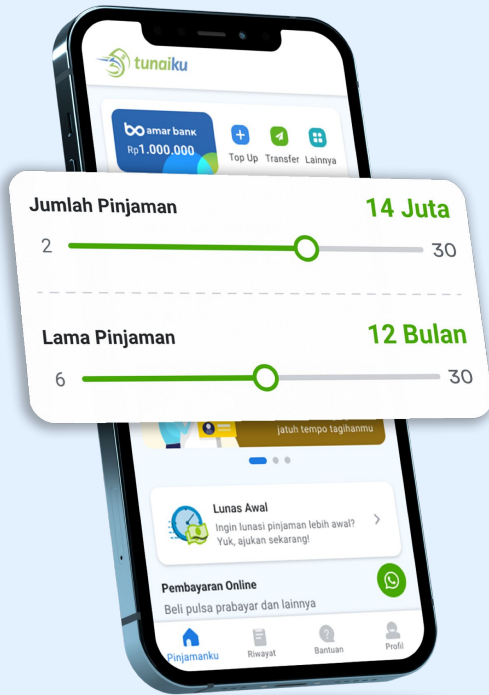 tunaiku
amar bank
Rp1.000.000
Top Up
Transfer
Lainnya
Jumlah Pinjaman
14 Juta
2
30
Lama Pinjaman
12 Bulan
6
30
jatuh tempo tagihanmu
Lunas Awal
Ingin lunasi pinjaman lebih awal?
Yuk, ajukan sekarang!
Pembayaran Online
Beli pulsa prabayar dan lainnya
Pinjamanku
Riwayat
Bantuan
Profil